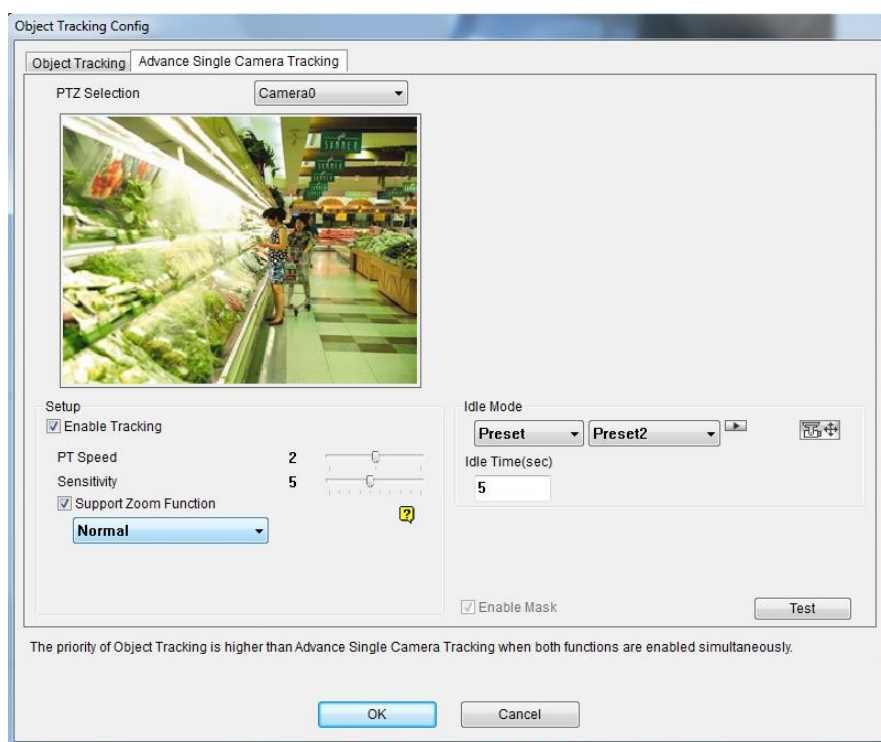 Object Tracking Config
Object Tracking
Advance Single Camera Tracking
PTZ Selection
Camera0
SUMMER
SUMMER
Setup
Enable Tracking
PT Speed
2
Sensitivity
5
Support Zoom Function
Normal
Idle Mode
Preset
Preset2
Idle Time(sec)
5
Enable Mask
Test
The priority of Object Tracking is higher than Advance Single Camera Tracking when both functions are enabled simultaneously.
OK
Cancel